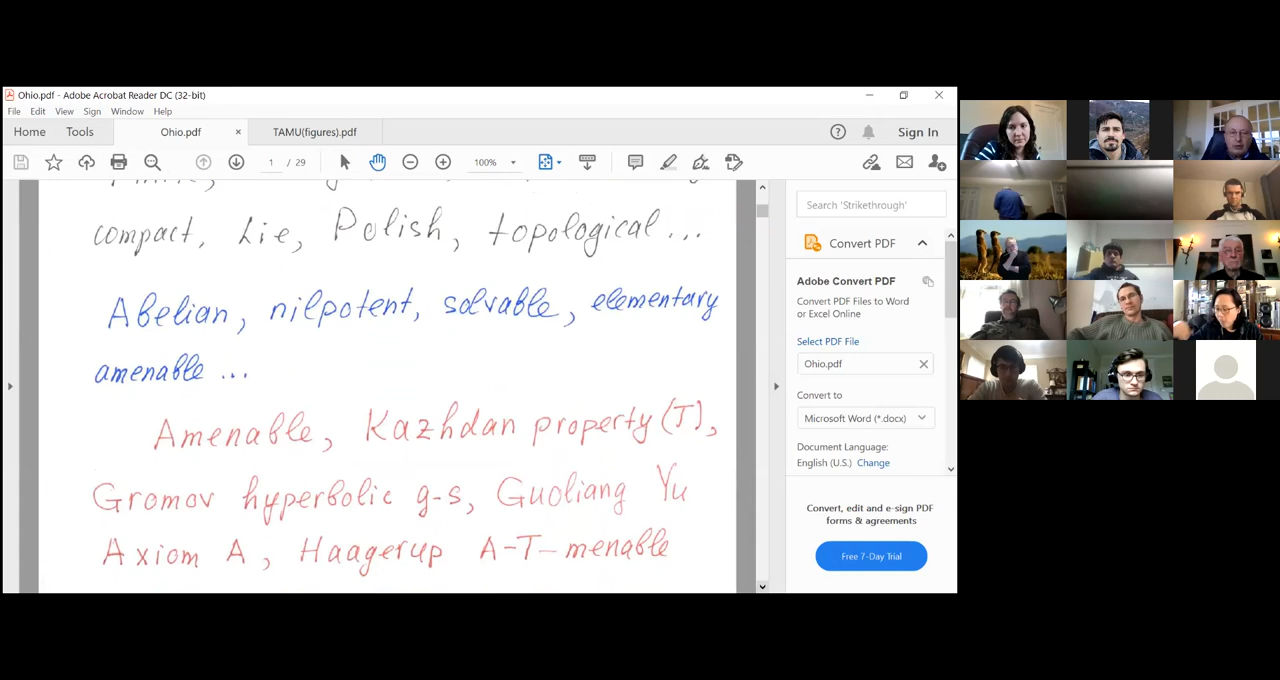 Ohio.pdf - Adobe Acrobat Reader DC (32-bit)
File Edit View Sign Window Help
Home Tools Ohio.pdf × TAMU(figures).pdf Sign In
1 / 29 100%
compact, Lie, Polish, topological ...
Abelian, nilpotent, solvable, elementary
amenable ...
Amenable, Kazhdan property (T),
Gromov hyperbolic g-s, Guoliang Yu
Axiom A, Haagerup A-T-menable
Search 'Strikethrough'
Convert PDF
Adobe Convert PDF
Convert PDF Files to Word
or Excel Online
Select PDF File
Ohio.pdf
Convert to
Microsoft Word (*.docx)
Document Language:
English (U.S.) Change
Convert, edit and e-sign PDF
forms & agreements
Free 7-Day Trial